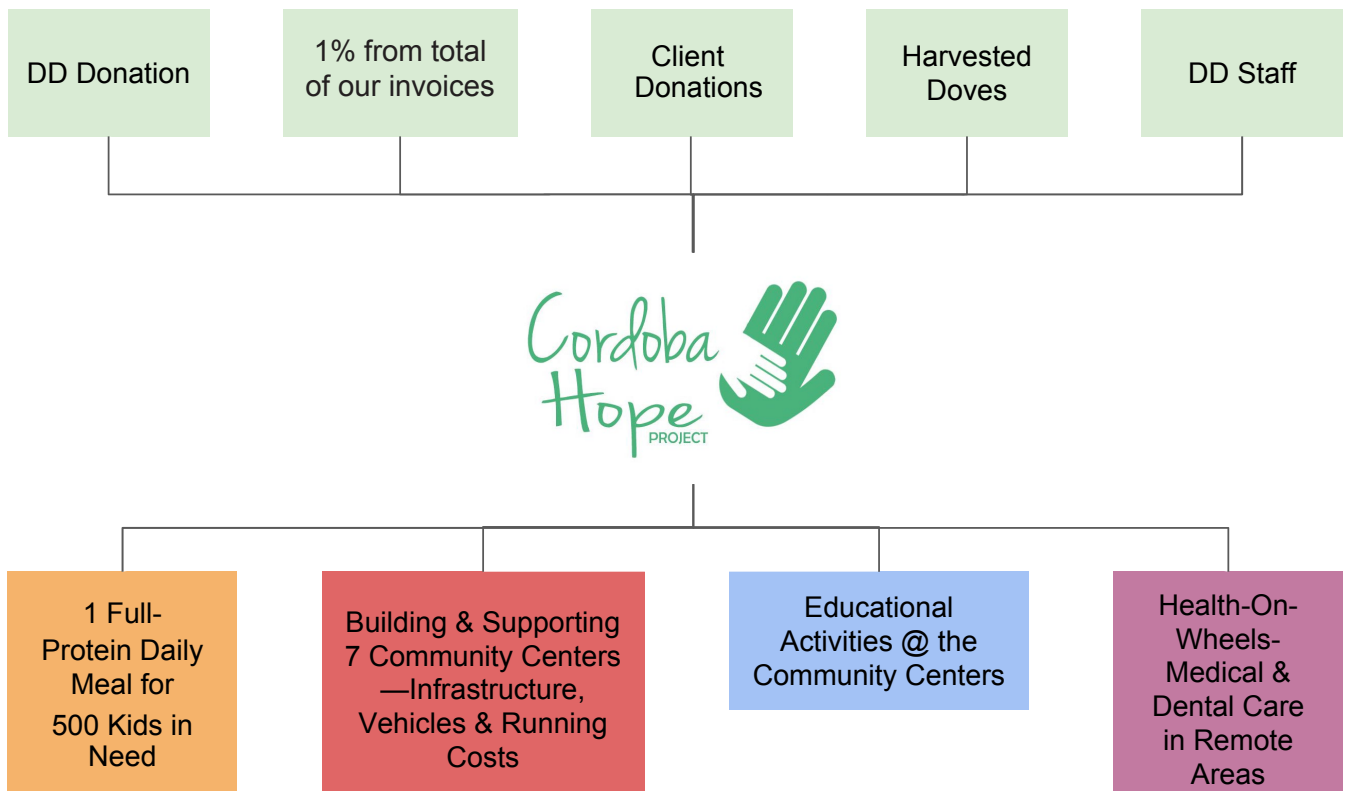 DD Donation
1% from total
of our invoices
Client
Donations
Harvested
Doves
DD Staff
Cordoba
Hope
PROJECT
1 Full-
Protein Daily
Meal for
500 Kids in
Need
Building & Supporting
7 Community Centers
—Infrastructure,
Vehicles & Running
Costs
Educational
Activities @ the
Community Centers
Health-On-
Wheels-
Medical &
Dental Care
in Remote
Areas